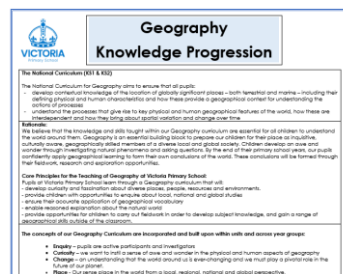 Geography
Knowledge Progression
VICTORIA
Primary School
The National Curriculum (KS1 & KS2)
The National Curriculum for Geography aims to ensure that all pupils:
- develop contextual knowledge of the location of globally significant places – both terrestrial and marine – including their
defining physical and human characteristics and how these provide a geographical context for understanding the
actions of processes
- understand the processes that give rise to key physical and human geographical features of the world, how these are
interdependent and how they bring about spatial variation and change over time
Rationale:
We believe that the knowledge and skills taught within our Geography curriculum are essential for all children to understand
the world around them. Geography is an essential building block to prepare our children for their place as inquisitive,
culturally aware, geographically skilled members of a diverse local and global society. Children develop an awe and
wonder through investigating natural phenomena and asking questions. By the end of their primary school years, our pupils
confidently apply geographical learning to form their own conclusions of the world. These conclusions will be formed through
their fieldwork, research and exploration opportunities.
Core Principles for the Teaching of Geography at Victoria Primary School:
Pupils at Victoria Primary School learn through a Geography curriculum that will:
- develop curiosity and fascination about diverse places, people, resources and environments.
- provide children with opportunities to enquire about local, national and global studies
- ensure their accurate application of geographical vocabulary
- enable reasoned explanation about the natural world
- provide opportunities for children to carry out fieldwork in order to develop subject knowledge, and gain a range of
geographical skills outside of the classroom.
The concepts of our Geography Curriculum are incorporated and built upon within units and across year groups:
• Enquiry – pupils are active participants and investigators
• Curiosity – we want to instil a sense of awe and wonder in the physical and human aspects of geography
• Change – an understanding that the world around us is ever-changing and we must play a pivotal role in the
future of our planet.
• Place – Our sense place in the world from a local, regional, national and global perspective.